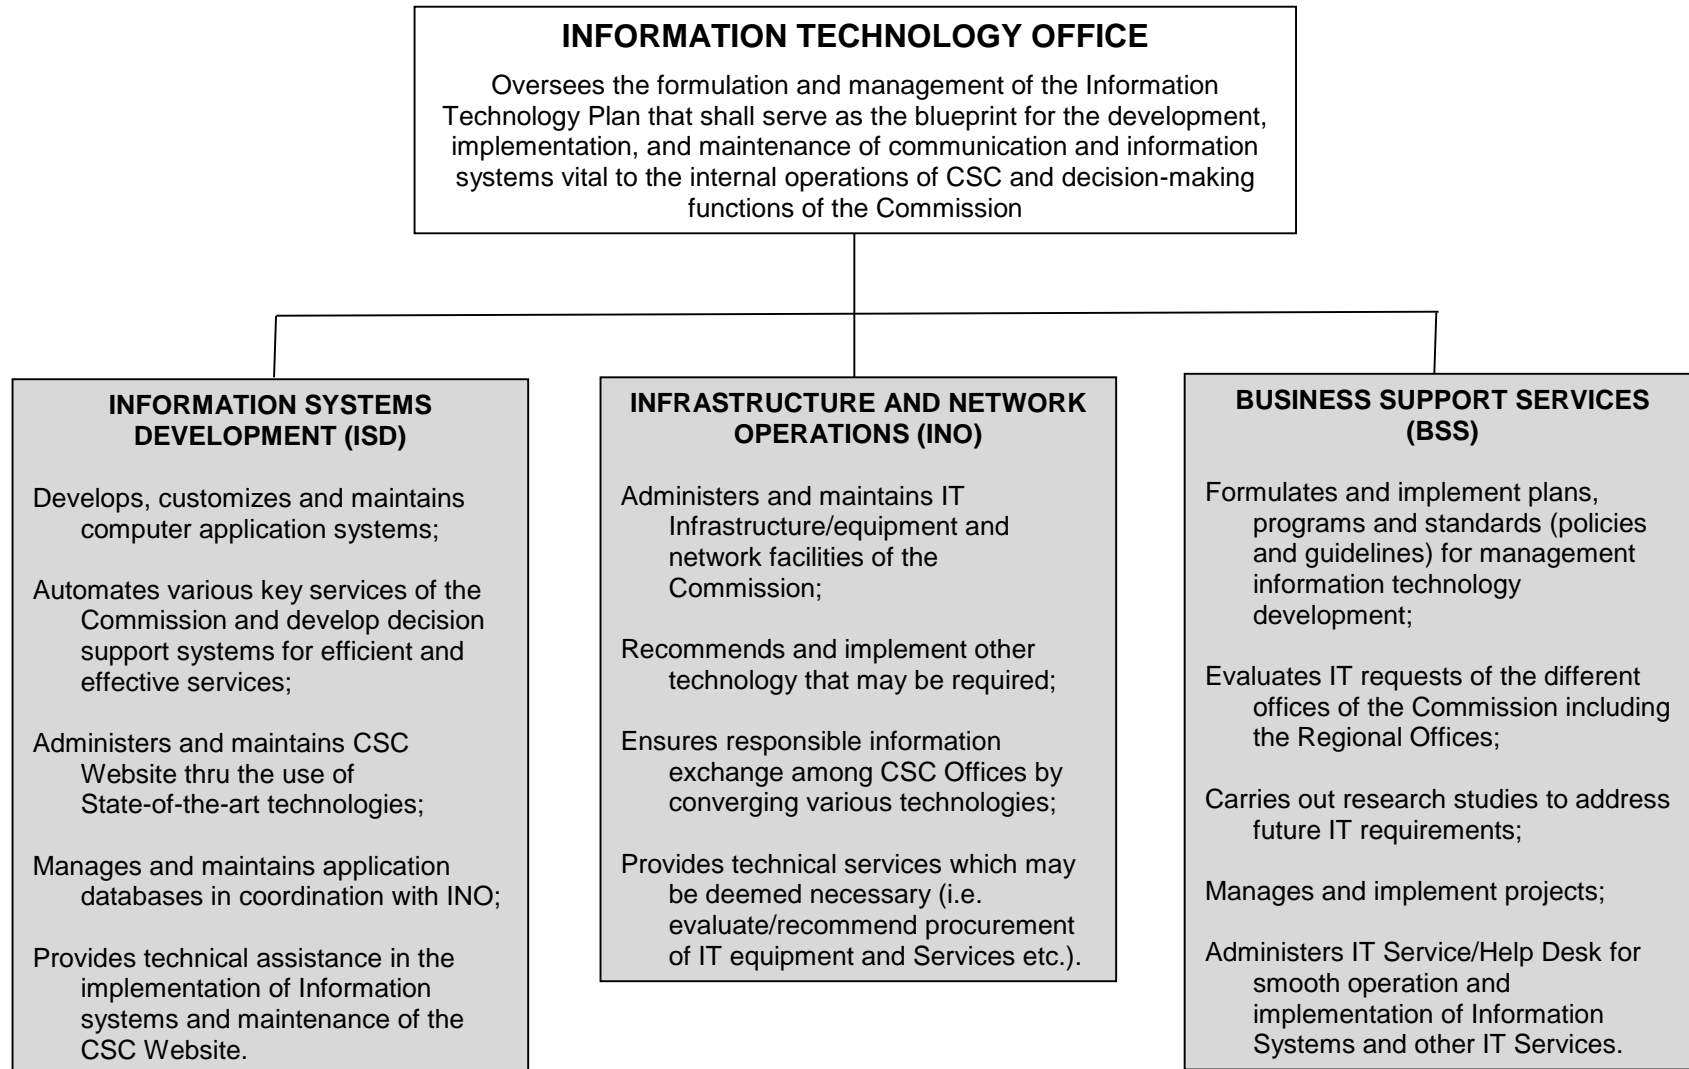 INFORMATION TECHNOLOGY OFFICE
Oversees the formulation and management of the Information
Technology Plan that shall serve as the blueprint for the development,
implementation, and maintenance of communication and information
systems vital to the internal operations of CSC and decision-making
functions of the Commission
INFORMATION SYSTEMS
DEVELOPMENT (ISD)
Develops, customizes and maintains
computer application systems;
Automates various key services of the
Commission and develop decision
support systems for efficient and
effective services;
Administers and maintains CSC
Website thru the use of
State-of-the-art technologies;
Manages and maintains application
databases in coordination with INO;
Provides technical assistance in the
implementation of Information
systems and maintenance of the
CSC Website.
INFRASTRUCTURE AND NETWORK
OPERATIONS (INO)
Administers and maintains IT
Infrastructure/equipment and
network facilities of the
Commission;
Recommends and implement other
technology that may be required;
Ensures responsible information
exchange among CSC Offices by
converging various technologies;
Provides technical services which may
be deemed necessary (i.e.
evaluate/recommend procurement
of IT equipment and Services etc.).
BUSINESS SUPPORT SERVICES
(BSS)
Formulates and implement plans,
programs and standards (policies
and guidelines) for management
information technology
development;
Evaluates IT requests of the different
offices of the Commission including
the Regional Offices;
Carries out research studies to address
future IT requirements;
Manages and implement projects;
Administers IT Service/Help Desk for
smooth operation and
implementation of Information
Systems and other IT Services.